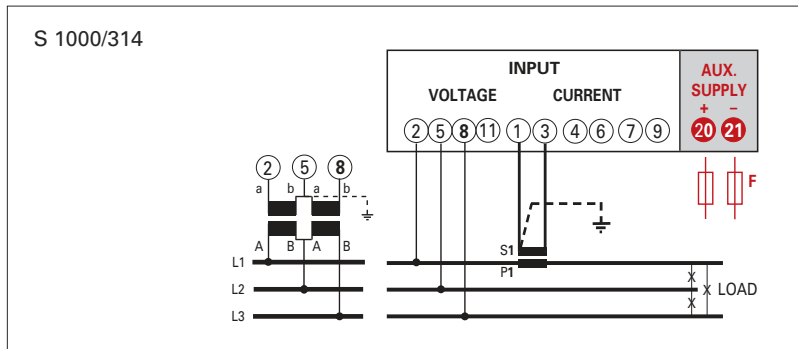 S 1000/314
INPUT
AUX.
SUPPLY
VOLTAGE CURRENT
+ –
2 5 8 11 1 3 4 6 7 9 20 21
2 5 8
a b a b
F
S1
A B A B
P1
L1
L2
X X LOAD
X
L3